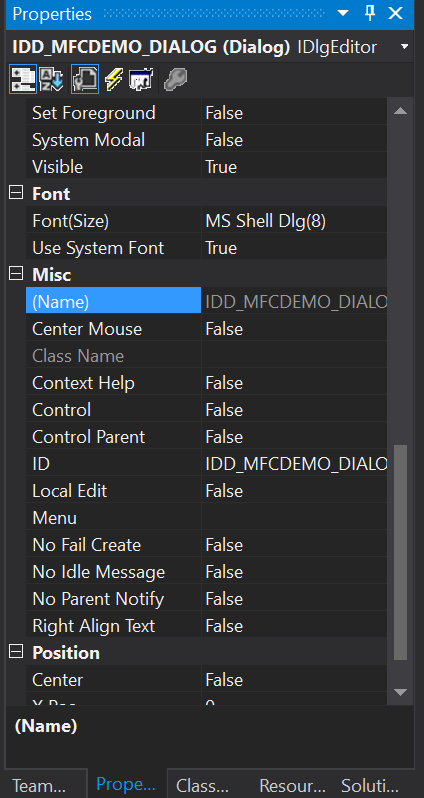 Properties
IDD_MFCDEMO_DIALOG (Dialog) IDlgEditor
Set Foreground False
System Modal False
Visible True
Font
Font(Size) MS Shell Dlg(8)
Use System Font True
Misc
(Name) IDD_MFCDEMO_DIALO
Center Mouse False
Class Name
Context Help False
Control False
Control Parent False
ID IDD_MFCDEMO_DIALO
Local Edit False
Menu
No Fail Create False
No Idle Message False
No Parent Notify False
Right Align Text False
Position
Center False
X Pos 0
(Name)
Team... Prope... Class... Resour... Soluti...